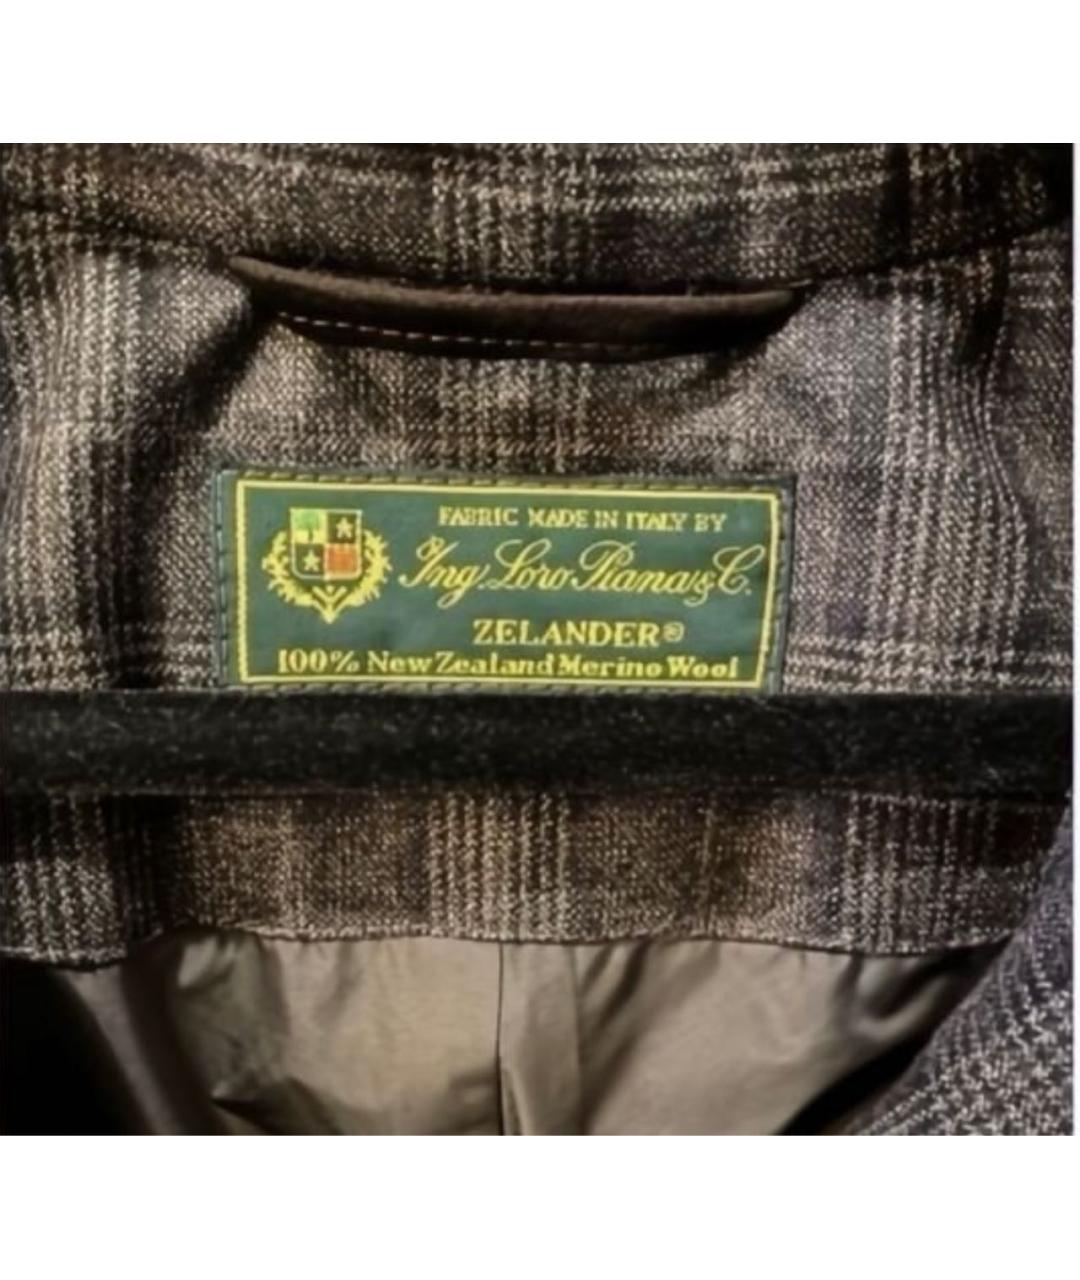 FABRIC MADE IN ITALY BY
Ing. Loro Piana & C.
ZELANDER®
100% New Zealand Merino Wool